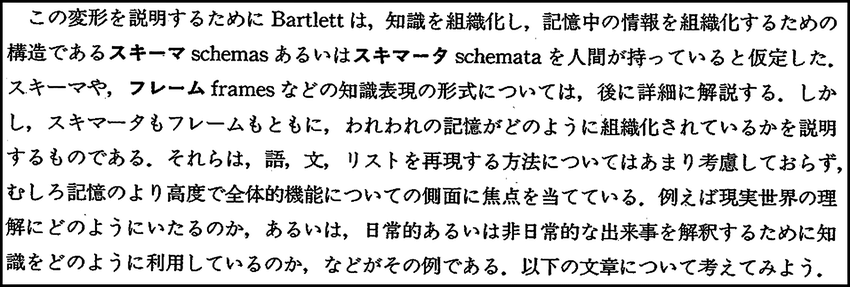 この変形を説明するために Bartlett は，知識を組織化し，記憶中の情報を組織化するための
構造であるスキーマ schemas あるいはスキマータ schemata を人間が持っていると仮定した．
スキーマや，フレーム frames などの知識表現の形式については，後に詳細に解説する．しか
し，スキマータもフレームもともに，われわれの記憶がどのように組織化されているかを説明
するものである．それらは，語，文，リストを再現する方法についてはあまり考慮しておらず，
むしろ記憶のより高度で全体的機能についての側面に焦点を当てている．例えば現実世界の理
解にどのようにいたるのか，あるいは，日常的あるいは非日常的な出来事を解釈するために知
識をどのように利用しているのか，などがその例である．以下の文章について考えてみよう．